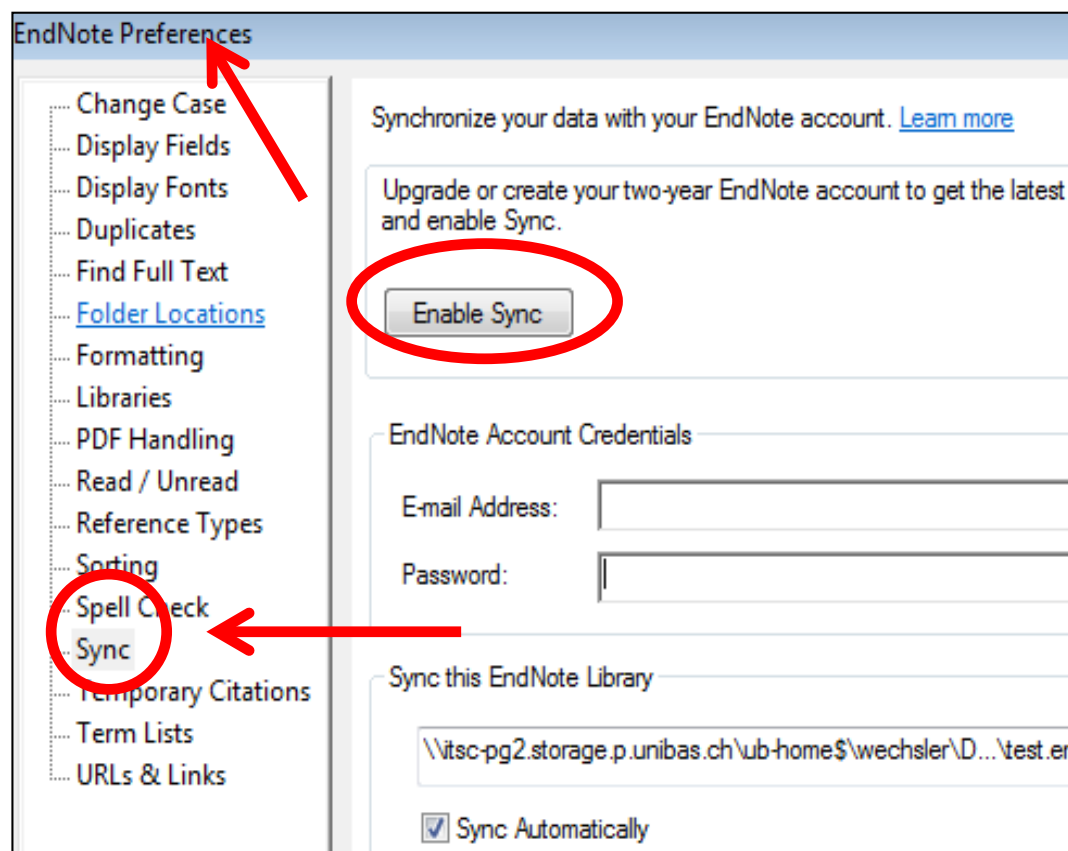 EndNote Preferences
Change Case
Display Fields
Display Fonts
Duplicates
Find Full Text
Folder Locations
Formatting
Libraries
PDF Handling
Read / Unread
Reference Types
Sorting
Spell Check
Sync
Temporary Citations
Term Lists
URLs & Links
Synchronize your data with your EndNote account. Learn more
Upgrade or create your two-year EndNote account to get the latest
and enable Sync.
Enable Sync
EndNote Account Credentials
E-mail Address:
Password:
Sync this EndNote Library
\\itsc-pg2.storage.p.unibas.ch\ub-home$\wechsler\D...\test.en
Sync Automatically